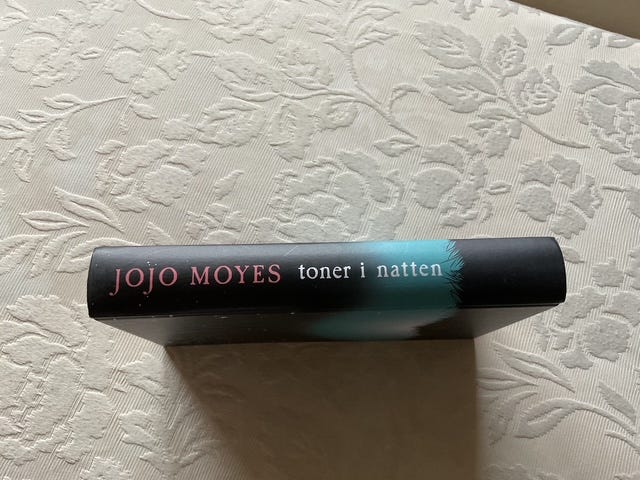 JOJO MOYES toner i natten